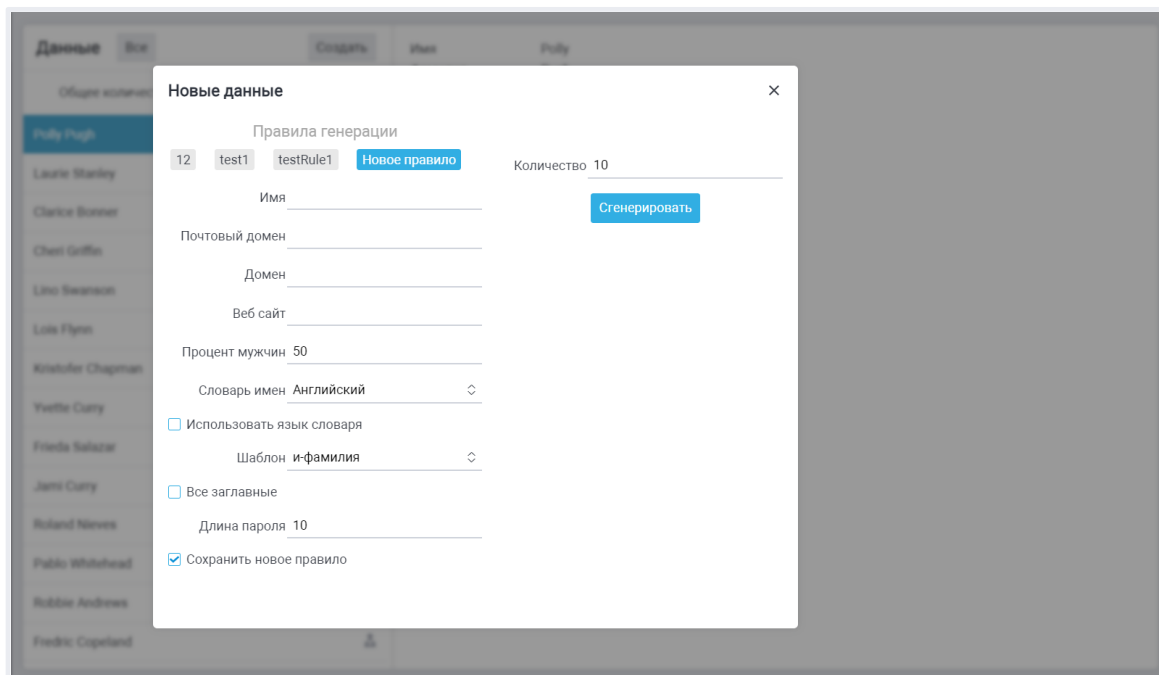 Данные Все Создать Имя Polly
Общее количес
Новые данные
Polly Pugh
Правила генерации
12 test1 testRule1 Новое правило
Количество 10
Laurie Stanley
Имя
Сгенерировать
Clarice Bonner
Почтовый домен
Cheri Griffin
Домен
Lino Swanson
Веб сайт
Lois Flynn
Процент мужчин 50
Kristofer Chapman
Словарь имен Английский
Yvette Curry
Использовать язык словаря
Frieda Salazar
Шаблон и-фамилия
Jami Curry
Все заглавные
Roland Nieves
Длина пароля 10
Pablo Whitehead
Сохранить новое правило
Robbie Andrews
Fredric Copeland